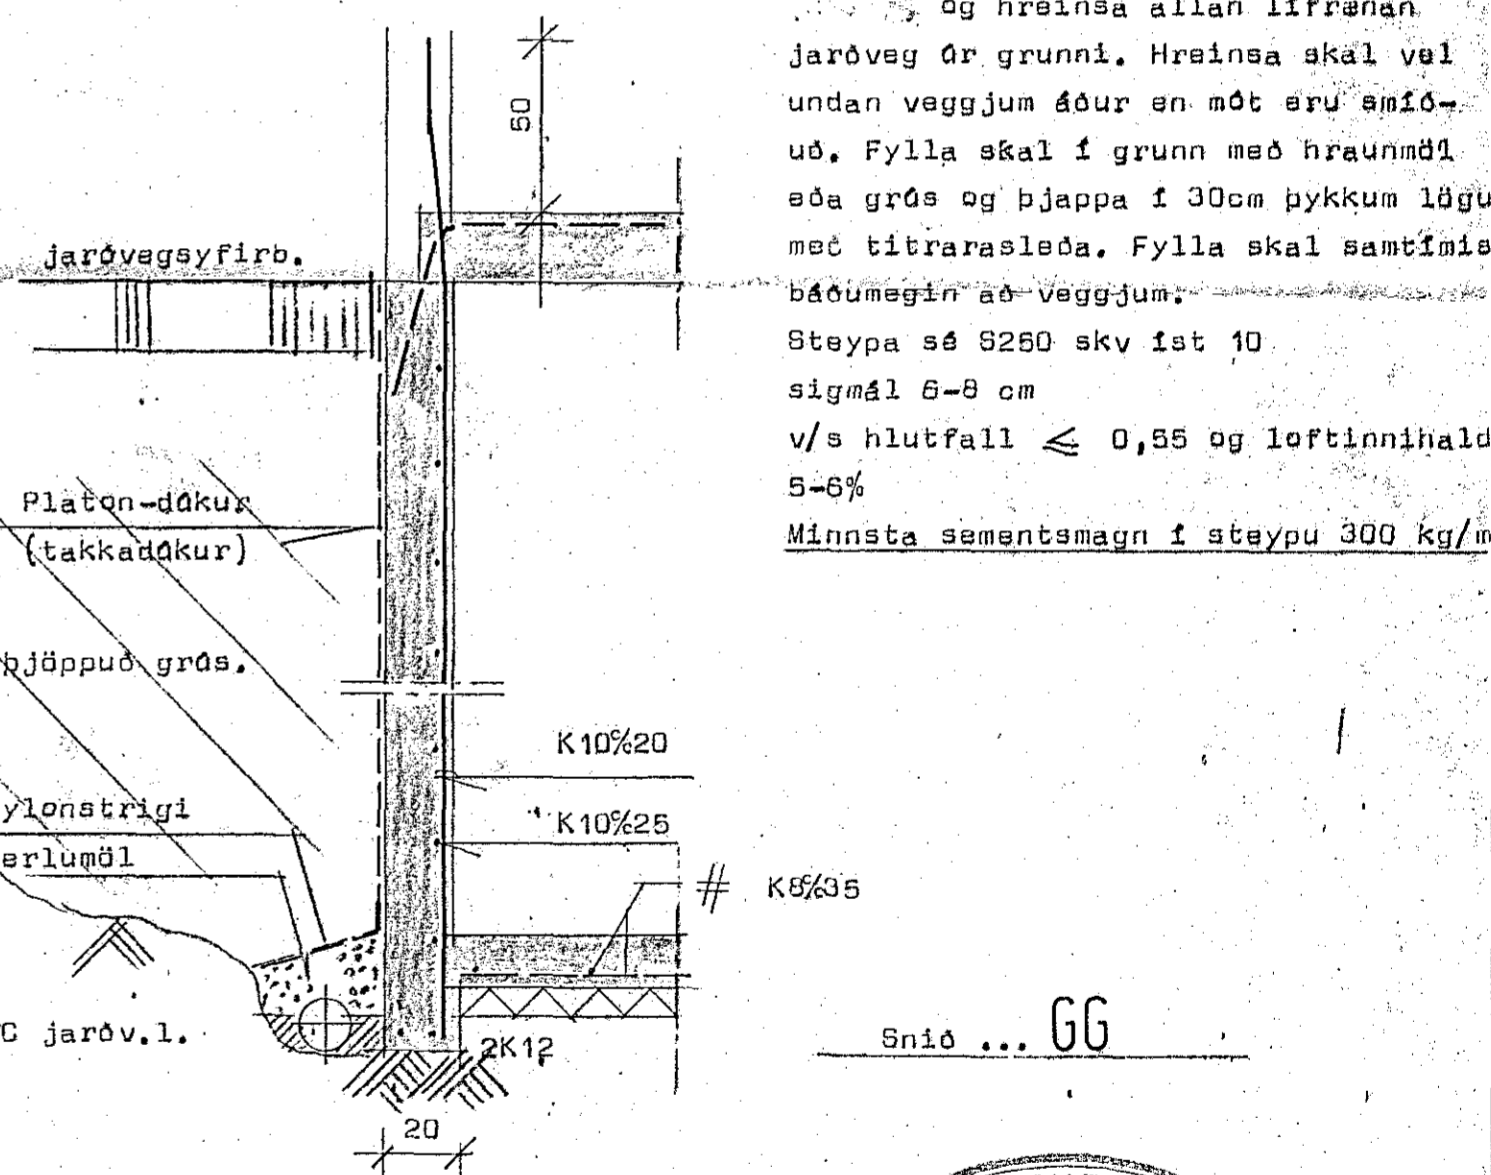 og hreinsa allan lífrænan
jarðveg úr grunni. Hreinsa skal vel
undan veggjum áður en mót eru smíð-
uð. Fylla skal í grunn með hraunmöl
eða grús og þjappa í 30cm þykkum lögu
með titrarasleða. Fylla skal samtímis
báðumegin að veggjum.
Steypa sé S250 skv íst 10
sigmál 6-8 cm
v/s hlutfall ⩽ 0,55 og loftinnihald
5-6%
Minnsta sementsmagn í steypu 300 kg/m
50
jarðvegsyfirb.
Platon-dúkur
(takkadúkur)
þjöppuð grús.
K10%20
ylonstrigi
K10%25
erlumöl
# K8%35
C jarðv.l.
2K12
20
Snið ... GG